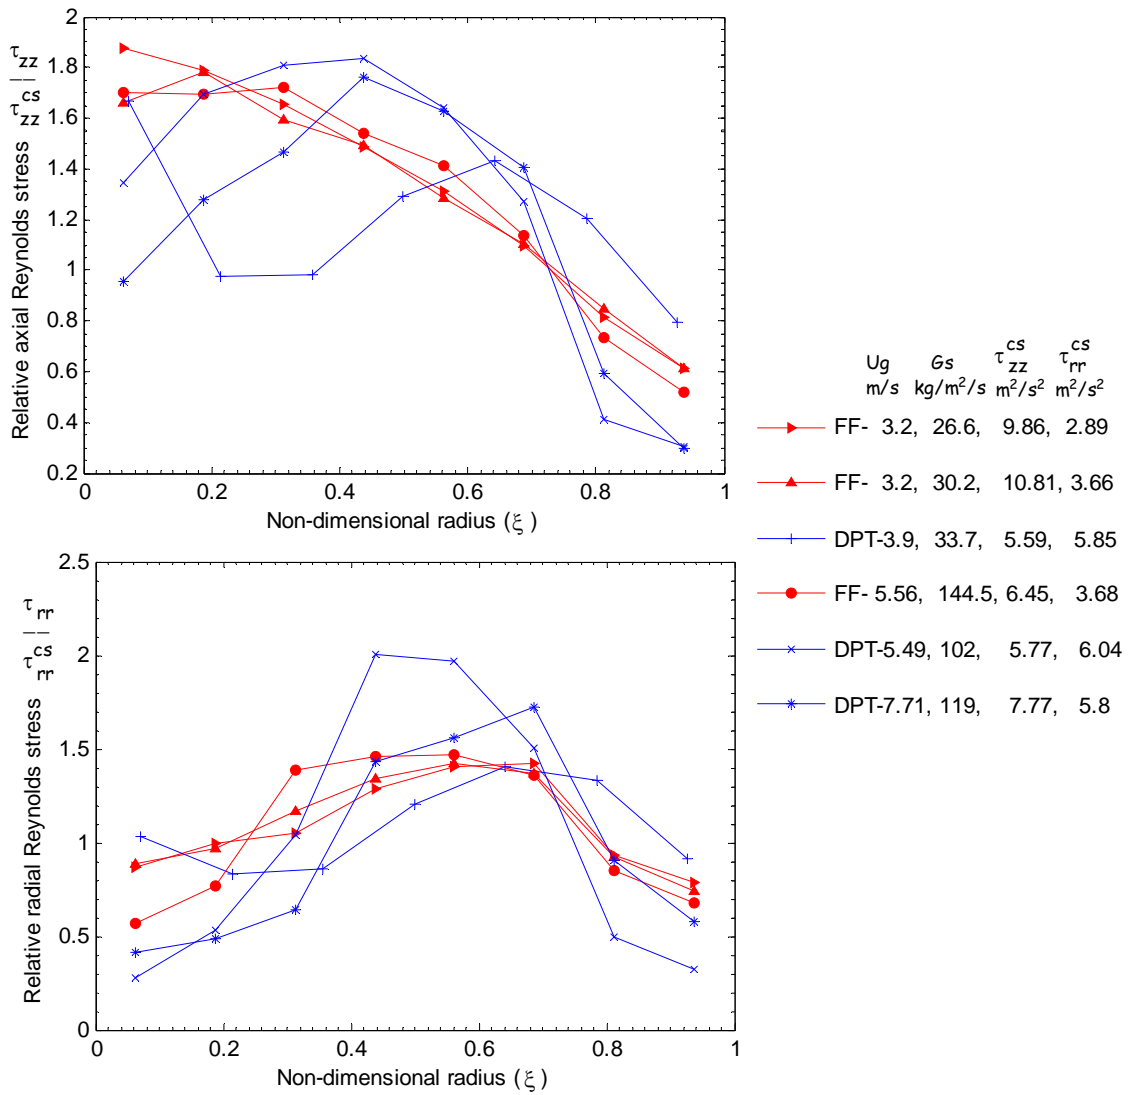 2
1.8
1.6
1.4
1.2
1
0.8
0.6
0.4
0.2
0 0.2 0.4 0.6 0.8 1
Non-dimensional radius (ξ )
Relative axial Reynolds stress τzz / τzz^cs
2.5
2
1.5
1
0.5
0
0 0.2 0.4 0.6 0.8 1
Non-dimensional radius (ξ )
Relative radial Reynolds stress τrr / τrr^cs
Ug Gs τzz^cs τrr^cs
m/s kg/m²/s m²/s² m²/s²
FF- 3.2, 26.6, 9.86, 2.89
FF- 3.2, 30.2, 10.81, 3.66
DPT-3.9, 33.7, 5.59, 5.85
FF- 5.56, 144.5, 6.45, 3.68
DPT-5.49, 102, 5.77, 6.04
DPT-7.71, 119, 7.77, 5.8